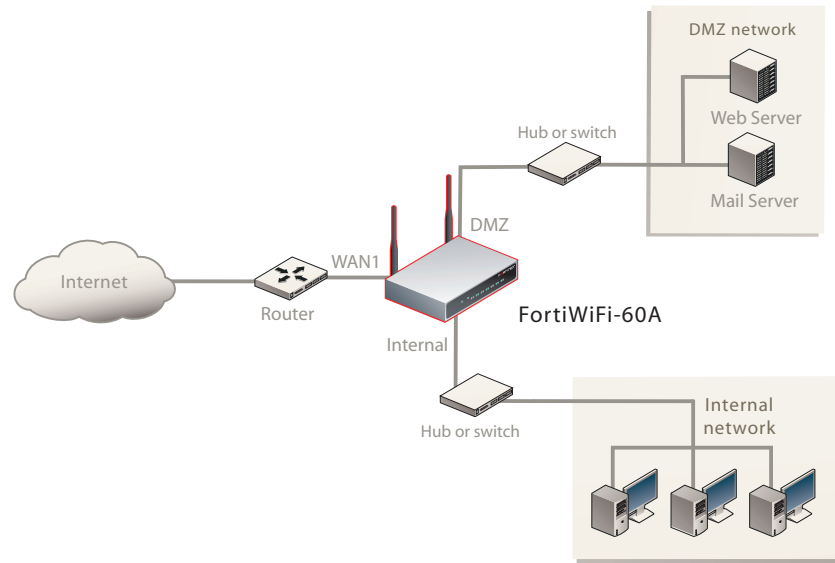 DMZ network
Web Server
Hub or switch
Mail Server
DMZ
WAN1
Internet
Router
FortiWiFi-60A
Internal
Hub or switch
Internal
network